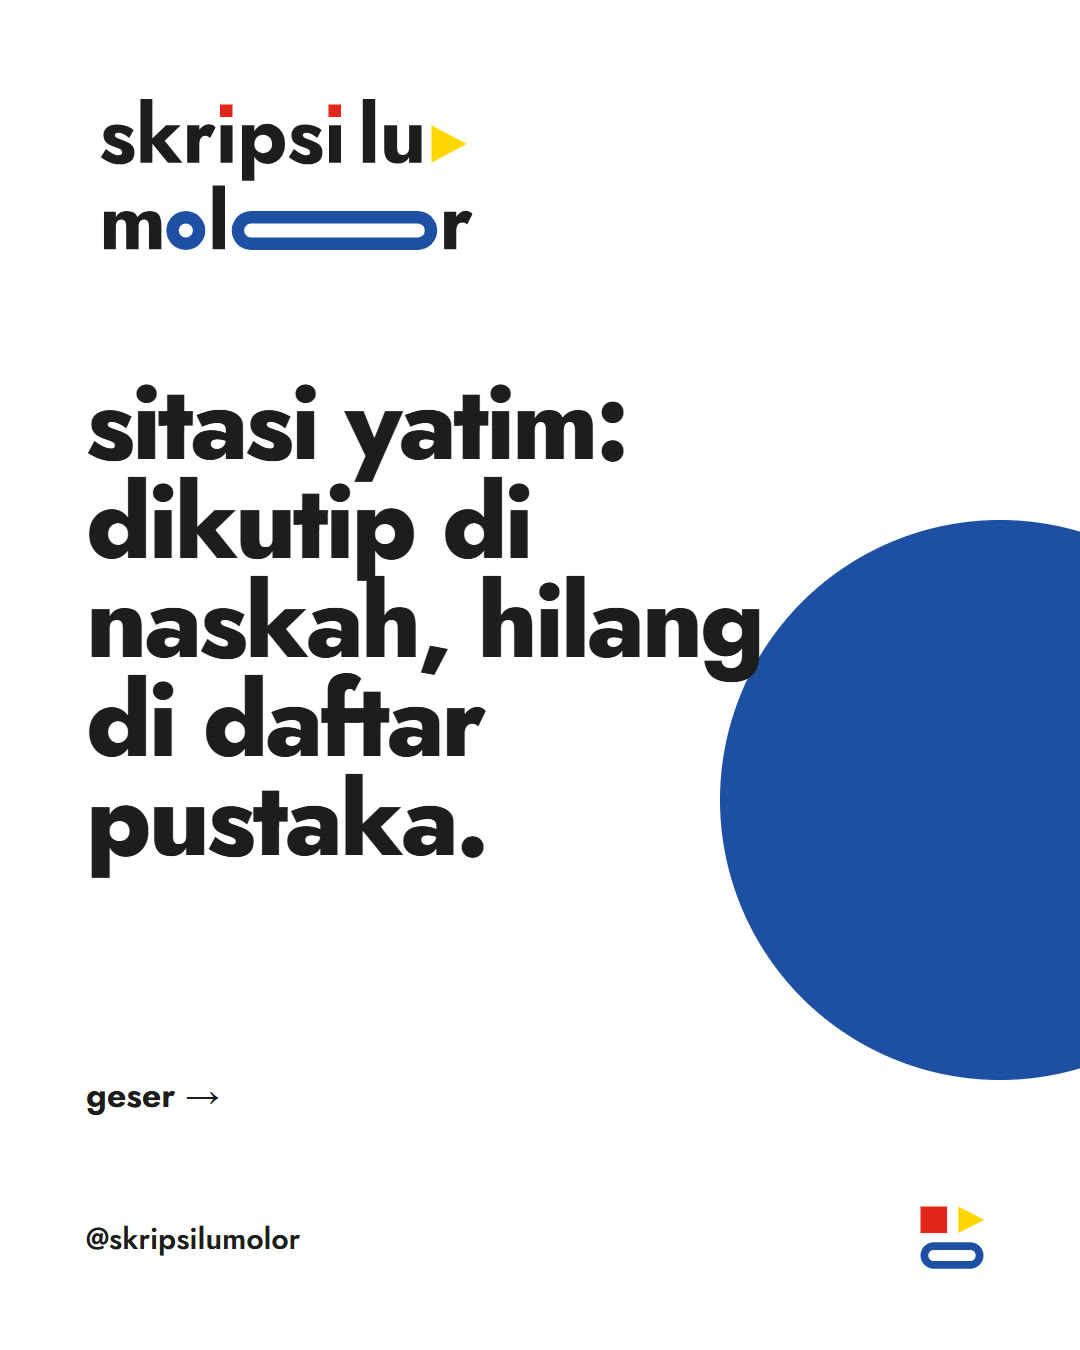 skripsi lu
molor
sitasi yatim:
dikutip di
naskah, hilang
di daftar
pustaka.
geser →
@skripsilumolor